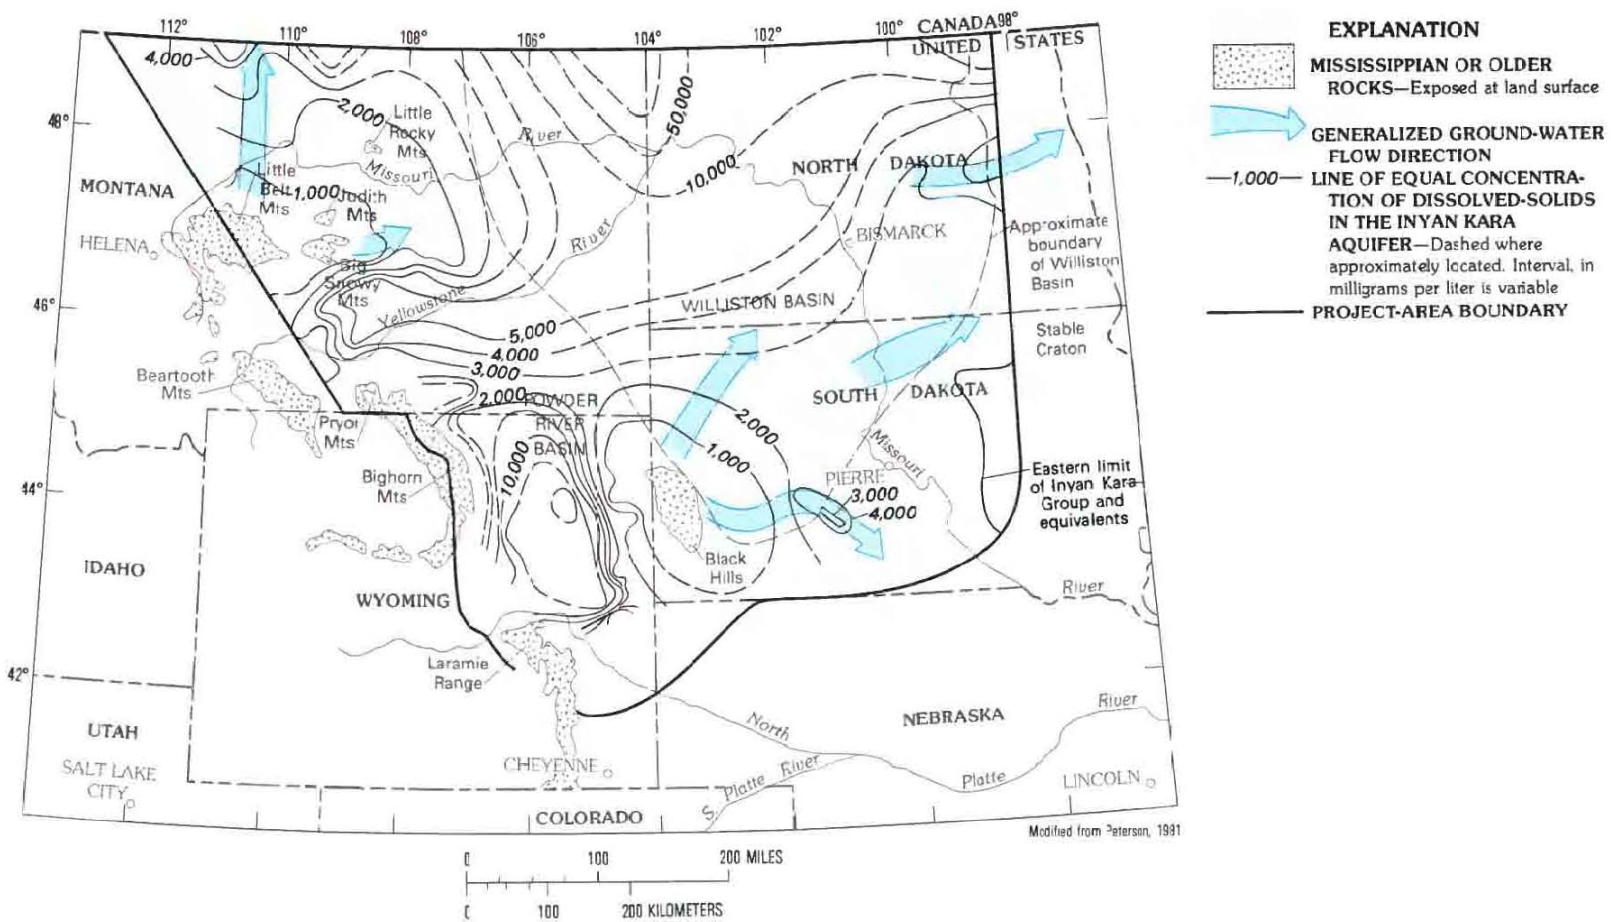 112°
110°
108°
106°
104°
102°
100°
CANADA
98°
UNITED
STATES
4,000
50,000
2,000
Little
Rocky
Mts
48°
River
Missouri
10,000
NORTH DAKOTA
MONTANA
Little
Belt
Mts
1,000
Judith
Mts
HELENA
River
BISMARCK
Approximate
boundary
of Williston
Basin
Big
Snowy
Mts
46°
Yellowstone
WILLISTON BASIN
5,000
4,000
3,000
Stable
Craton
Beartooth
Mts
2,000
POWDER
RIVER
BASIN
SOUTH DAKOTA
2,000
1,000
Pryor
Mts
10,000
Missouri
Bighorn
Mts
PIERRE
3,000
4,000
Eastern limit
of Inyan Kara
Group and
equivalents
44°
Black
Hills
IDAHO
WYOMING
River
Laramie
Range
42°
UTAH
NEBRASKA
River
North
SALT LAKE
CITY
CHEYENNE
S. Platte River
Platte
LINCOLN
COLORADO
Modified from Peterson, 1981
0 100 200 MILES
0 100 200 KILOMETERS
EXPLANATION
MISSISSIPPIAN OR OLDER
ROCKS—Exposed at land surface
GENERALIZED GROUND-WATER
FLOW DIRECTION
—1,000— LINE OF EQUAL CONCENTRA-
TION OF DISSOLVED-SOLIDS
IN THE INYAN KARA
AQUIFER—Dashed where
approximately located. Interval, in
milligrams per liter is variable
PROJECT-AREA BOUNDARY